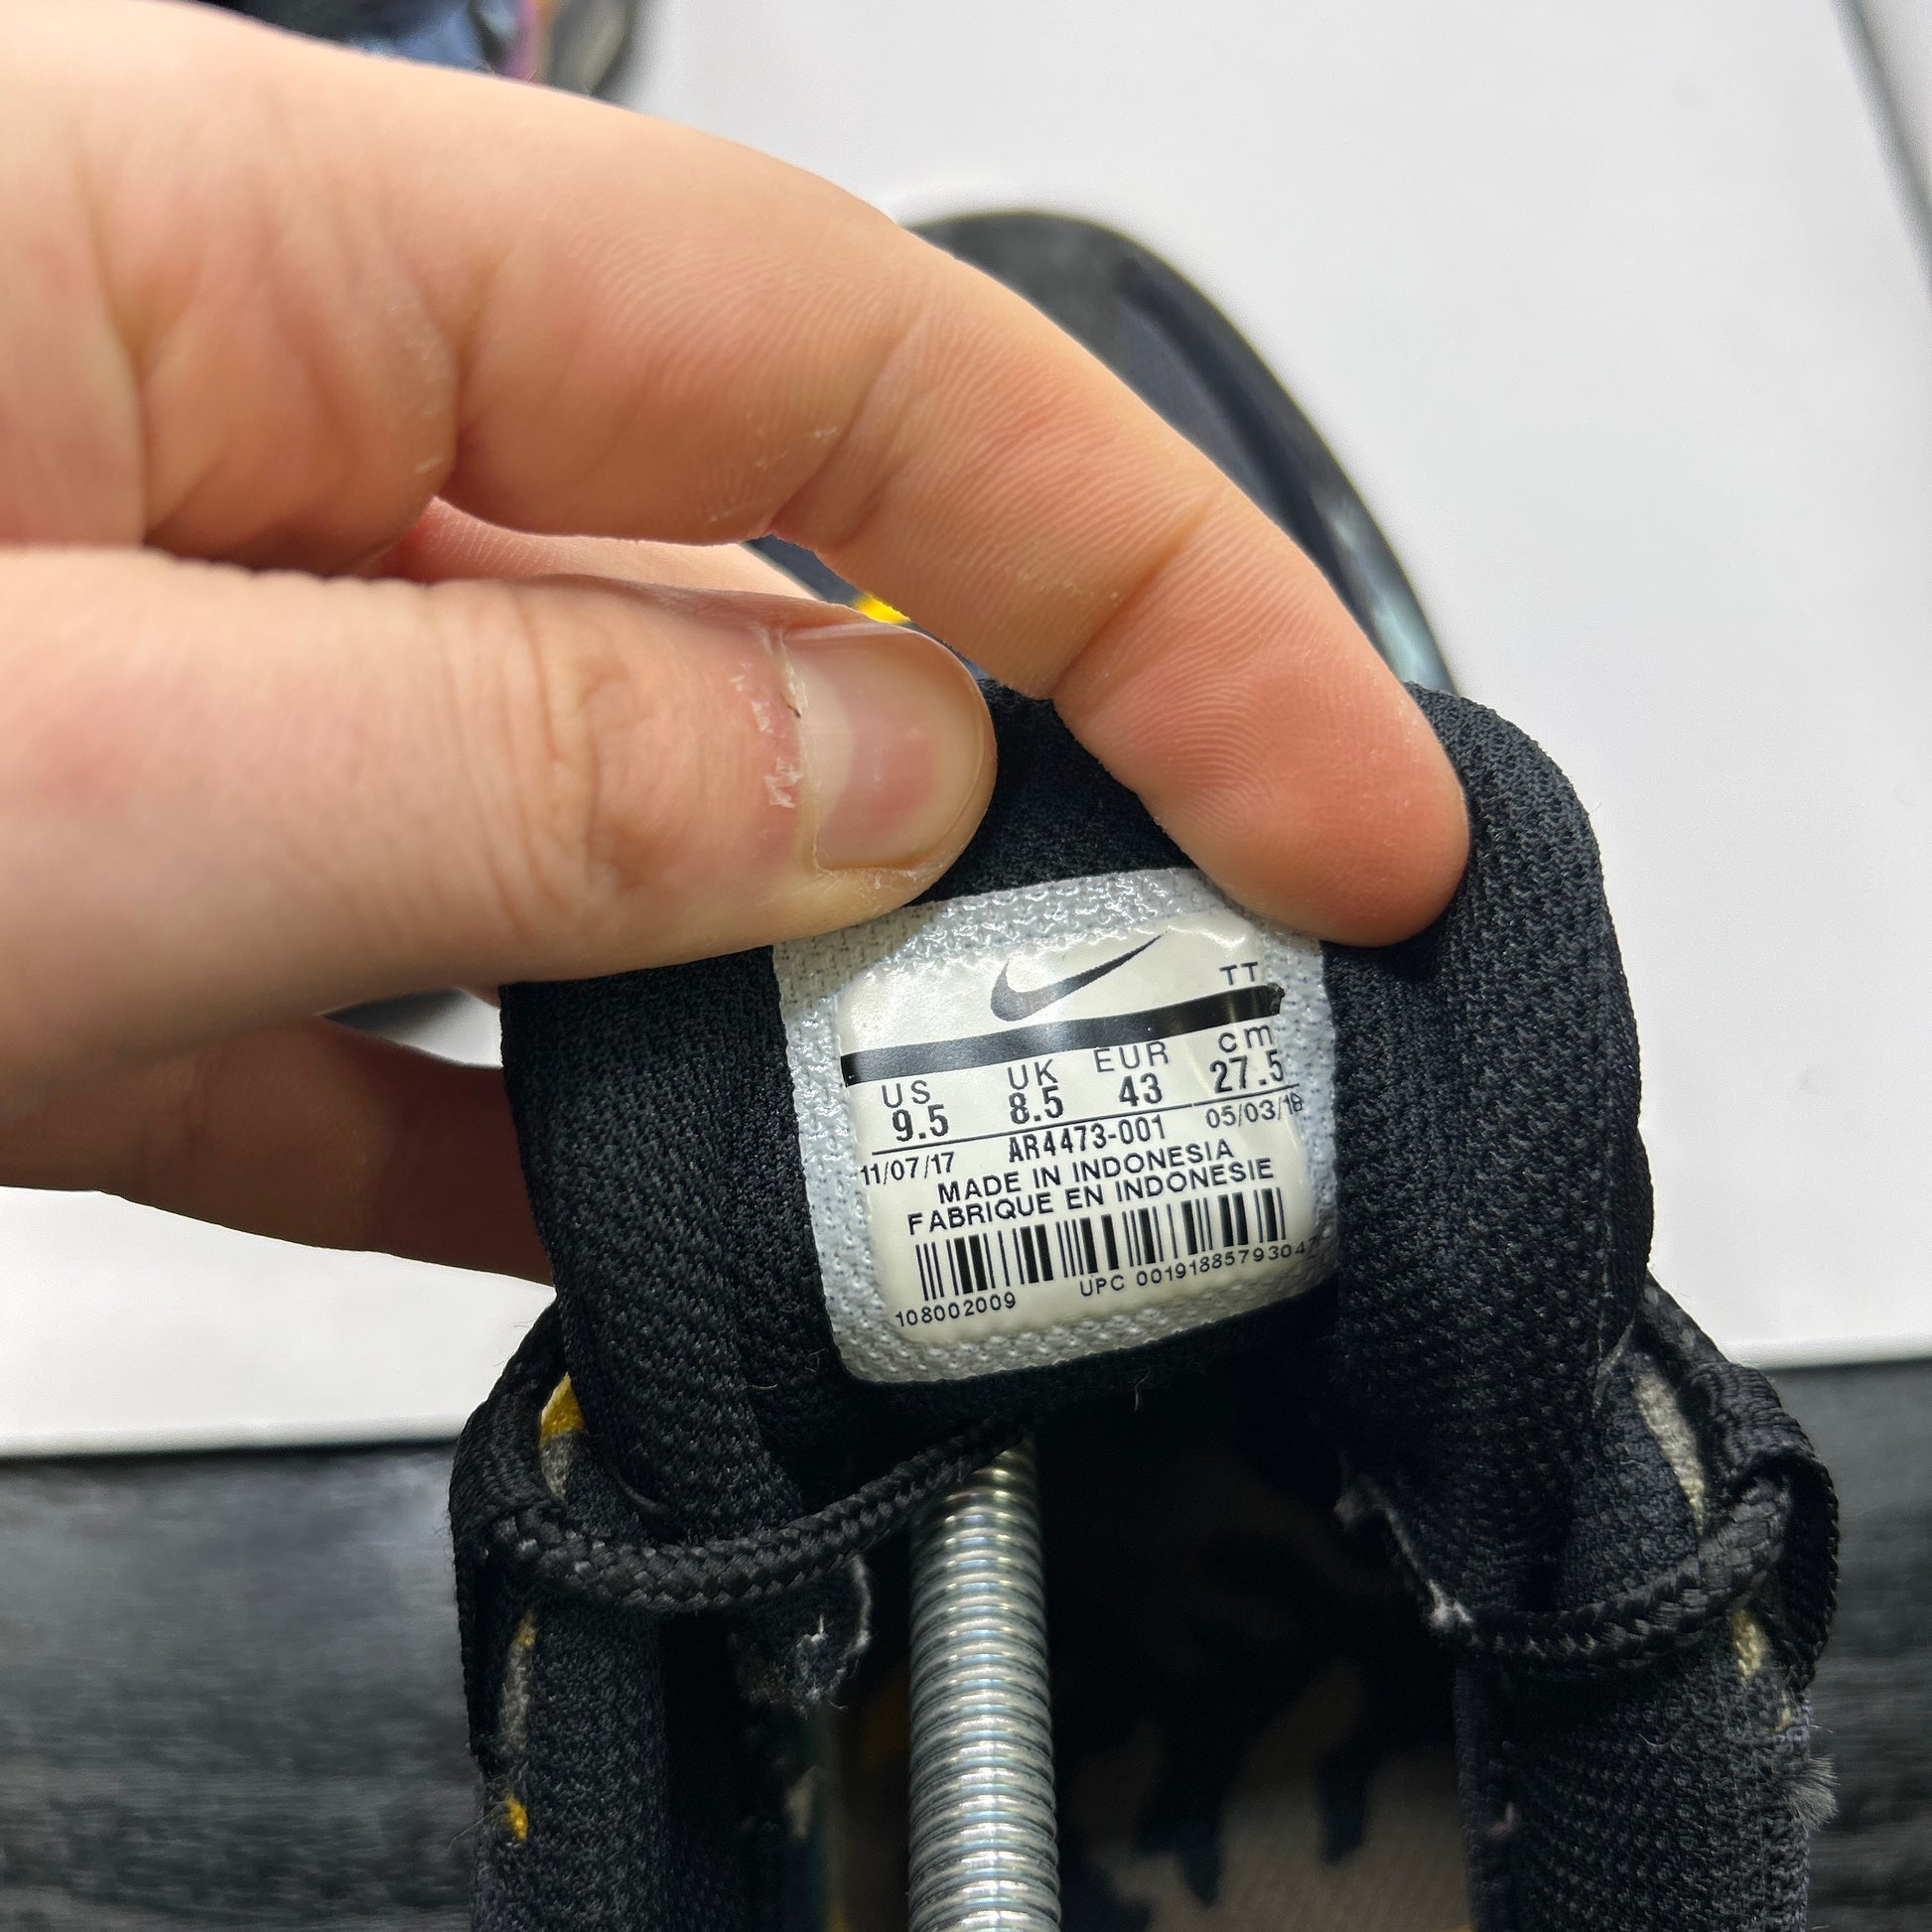 TT
US UK EUR cm
9.5 8.5 43 27.5
11/07/17 AR4473-001 05/03/18
MADE IN INDONESIA
FABRIQUE EN INDONESIE
108002009 UPC 00191885793047